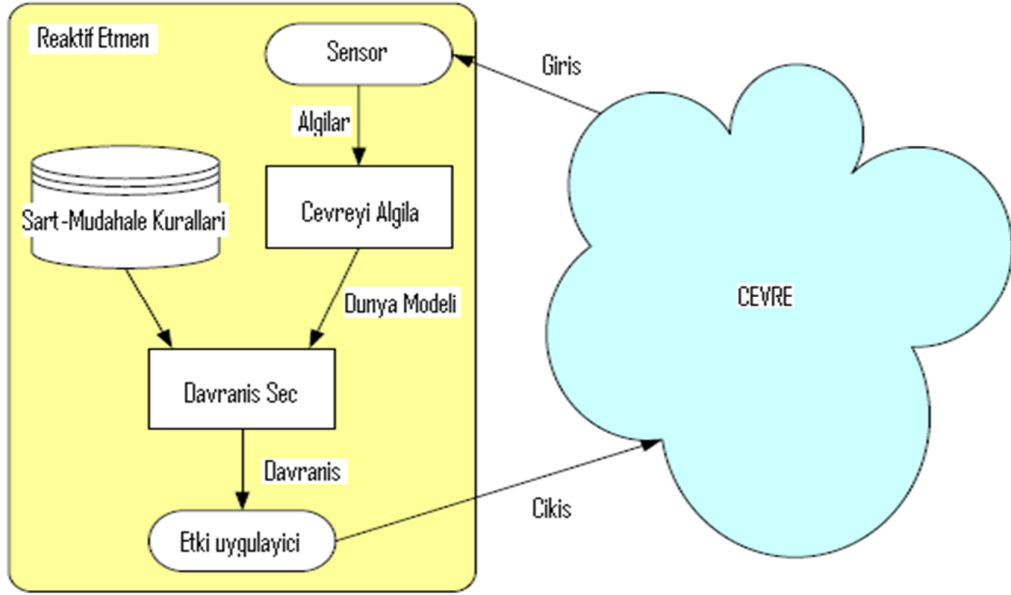 Reaktif Etmen
Sensor
Giris
Algilar
Sart-Mudahale Kurallari
Cevreyi Algila
Dunya Modeli
CEVRE
Davranis Sec
Davranis
Cikis
Etki uygulayici